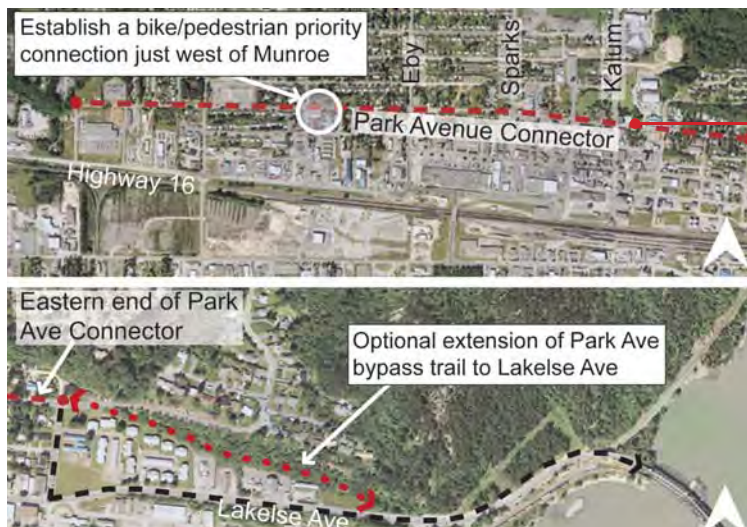 Establish a bike/pedestrian priority
connection just west of Munroe
Eby
Sparks
Kalum
Park Avenue Connector
Highway 16
Eastern end of Park
Ave Connector
Optional extension of Park Ave
bypass trail to Lakelse Ave
Lakelse Ave